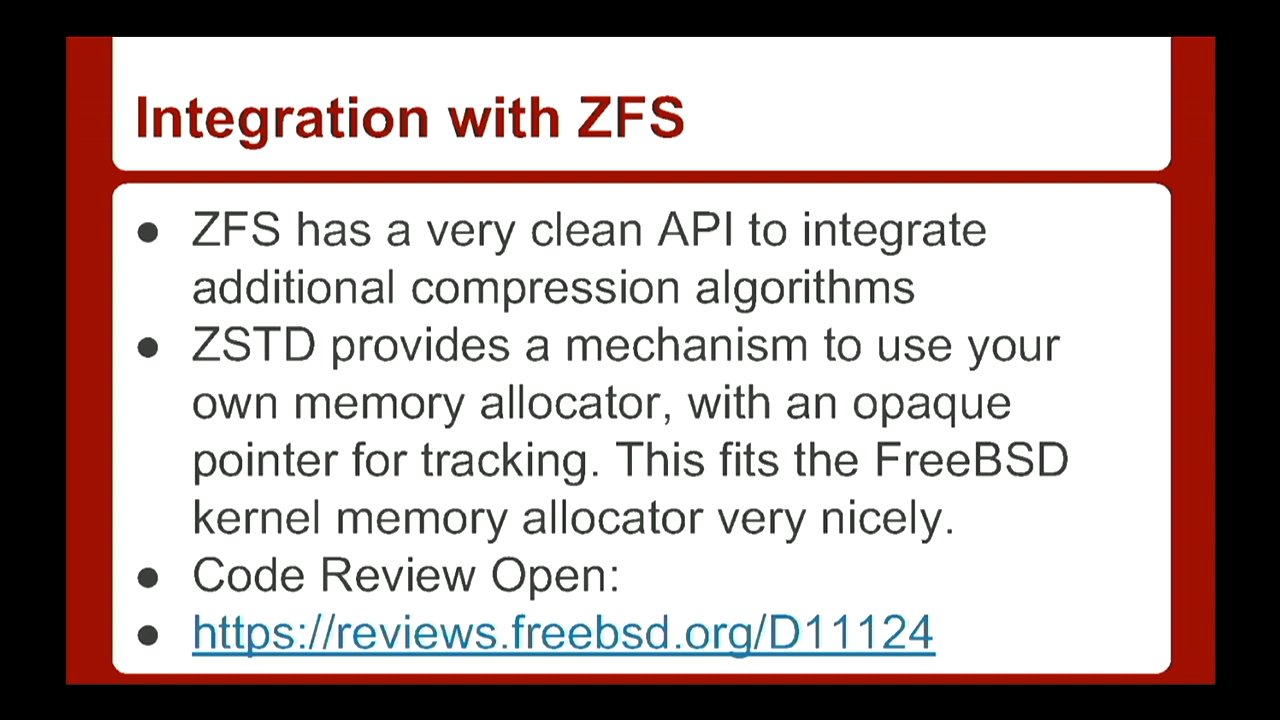 Integration with ZFS
● ZFS has a very clean API to integrate
additional compression algorithms
● ZSTD provides a mechanism to use your
own memory allocator, with an opaque
pointer for tracking. This fits the FreeBSD
kernel memory allocator very nicely.
● Code Review Open:
● https://reviews.freebsd.org/D11124